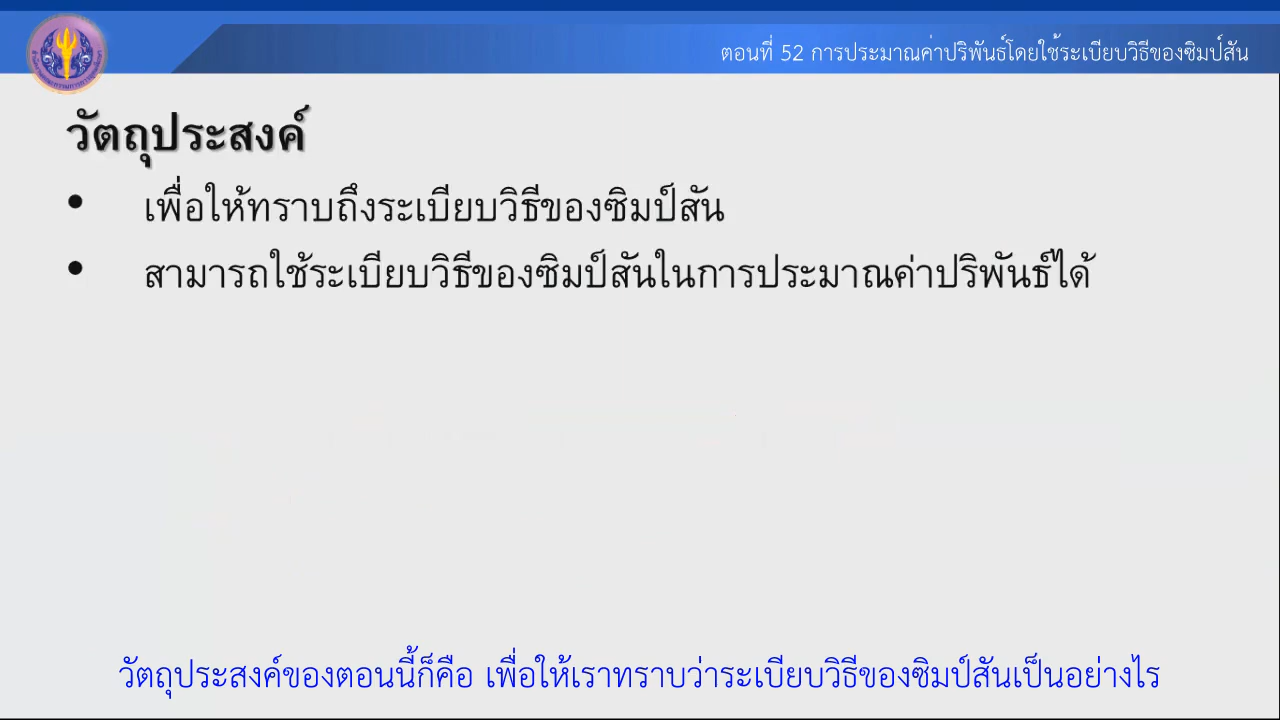 ตอนที่ 52 การประมาณค่าปริพันธ์โดยใช้ระเบียบวิธีของซิมป์สัน
วัตถุประสงค์
• เพื่อให้ทราบถึงระเบียบวิธีของซิมป์สัน
• สามารถใช้ระเบียบวิธีของซิมป์สันในการประมาณค่าปริพันธ์ได้
วัตถุประสงค์ของตอนนี้ก็คือ เพื่อให้เราทราบว่าระเบียบวิธีของซิมป์สันเป็นอย่างไร